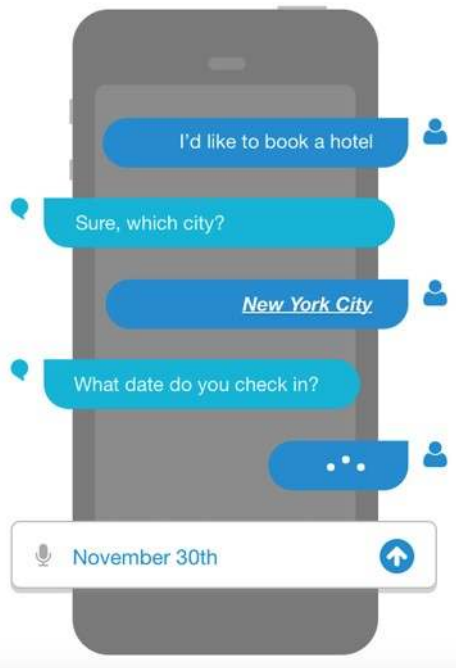 I'd like to book a hotel
Sure, which city?
New York City
What date do you check in?
November 30th